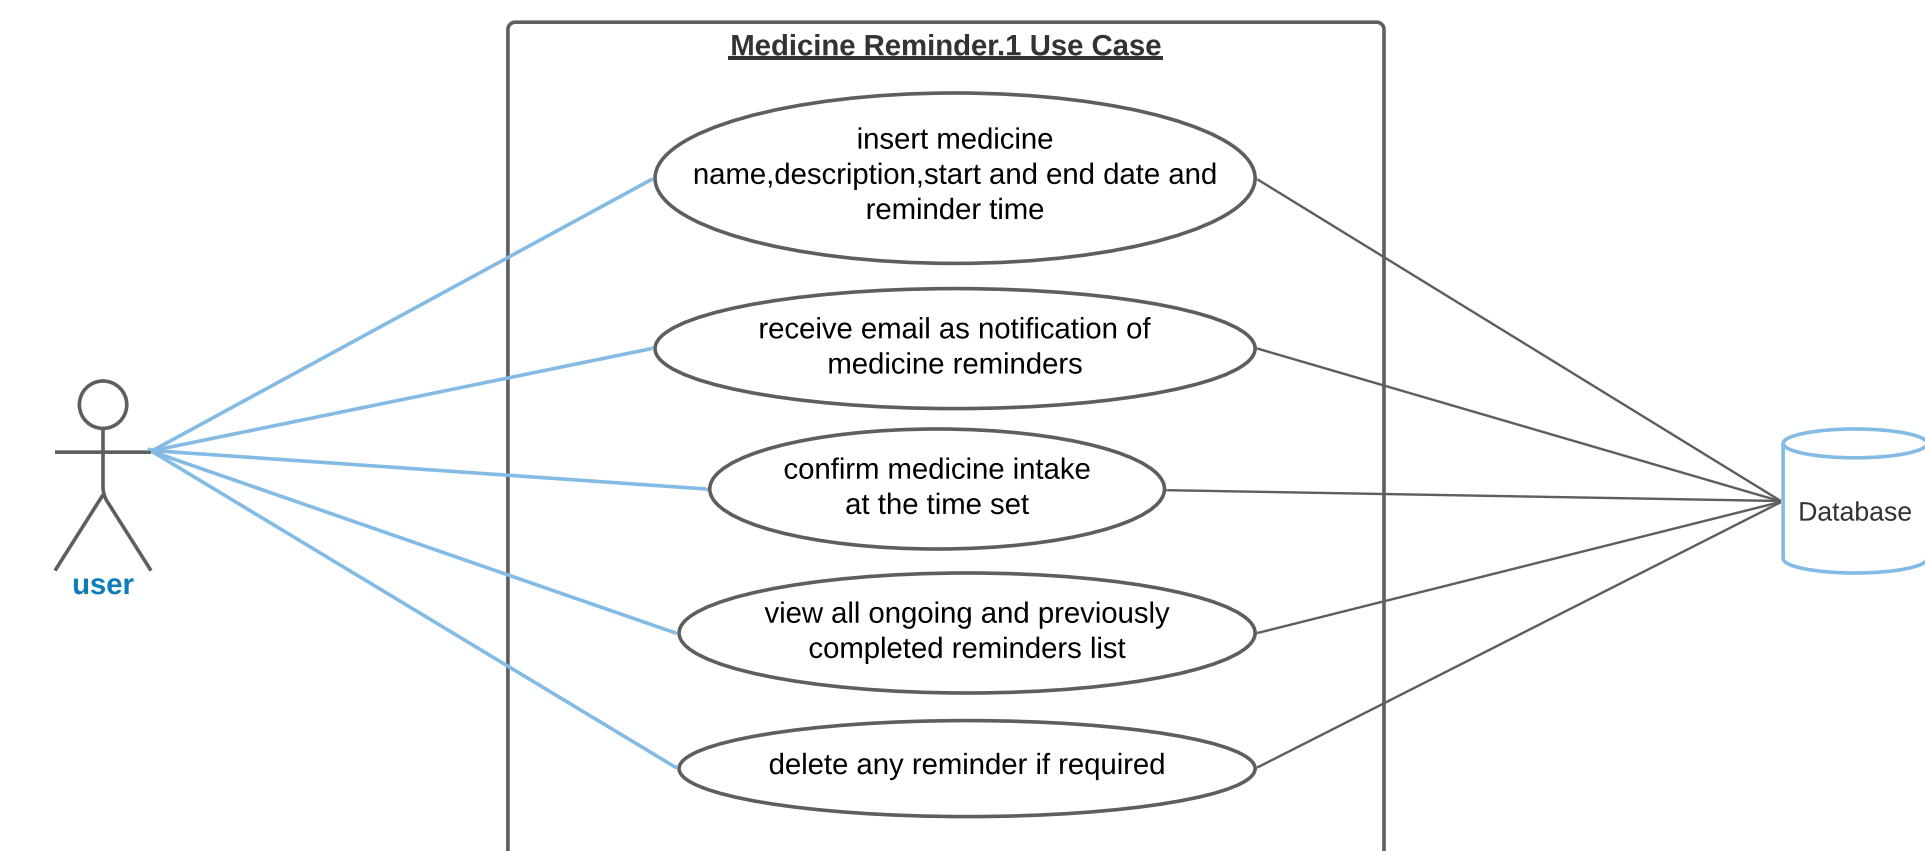 Medicine Reminder.1 Use Case
insert medicine
name,description,start and end date and
reminder time
receive email as notification of
medicine reminders
confirm medicine intake
at the time set
view all ongoing and previously
completed reminders list
delete any reminder if required
user
Database